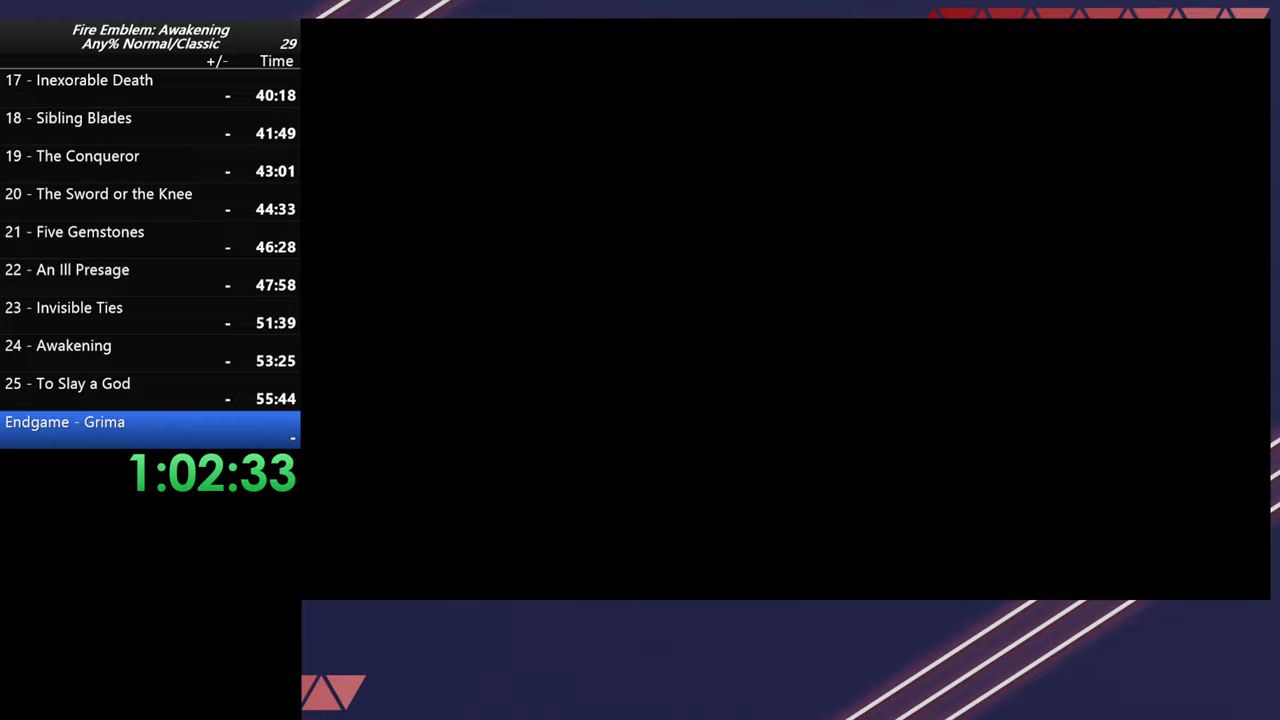 Fire Emblem: Awakening
Any% Normal/Classic 29
+/- Time
17 - Inexorable Death
- 40:18
18 - Sibling Blades
- 41:49
19 - The Conqueror
- 43:01
20 - The Sword or the Knee
- 44:33
21 - Five Gemstones
- 46:28
22 - An Ill Presage
- 47:58
23 - Invisible Ties
- 51:39
24 - Awakening
- 53:25
25 - To Slay a God
- 55:44
Endgame - Grima
-
1:02:33